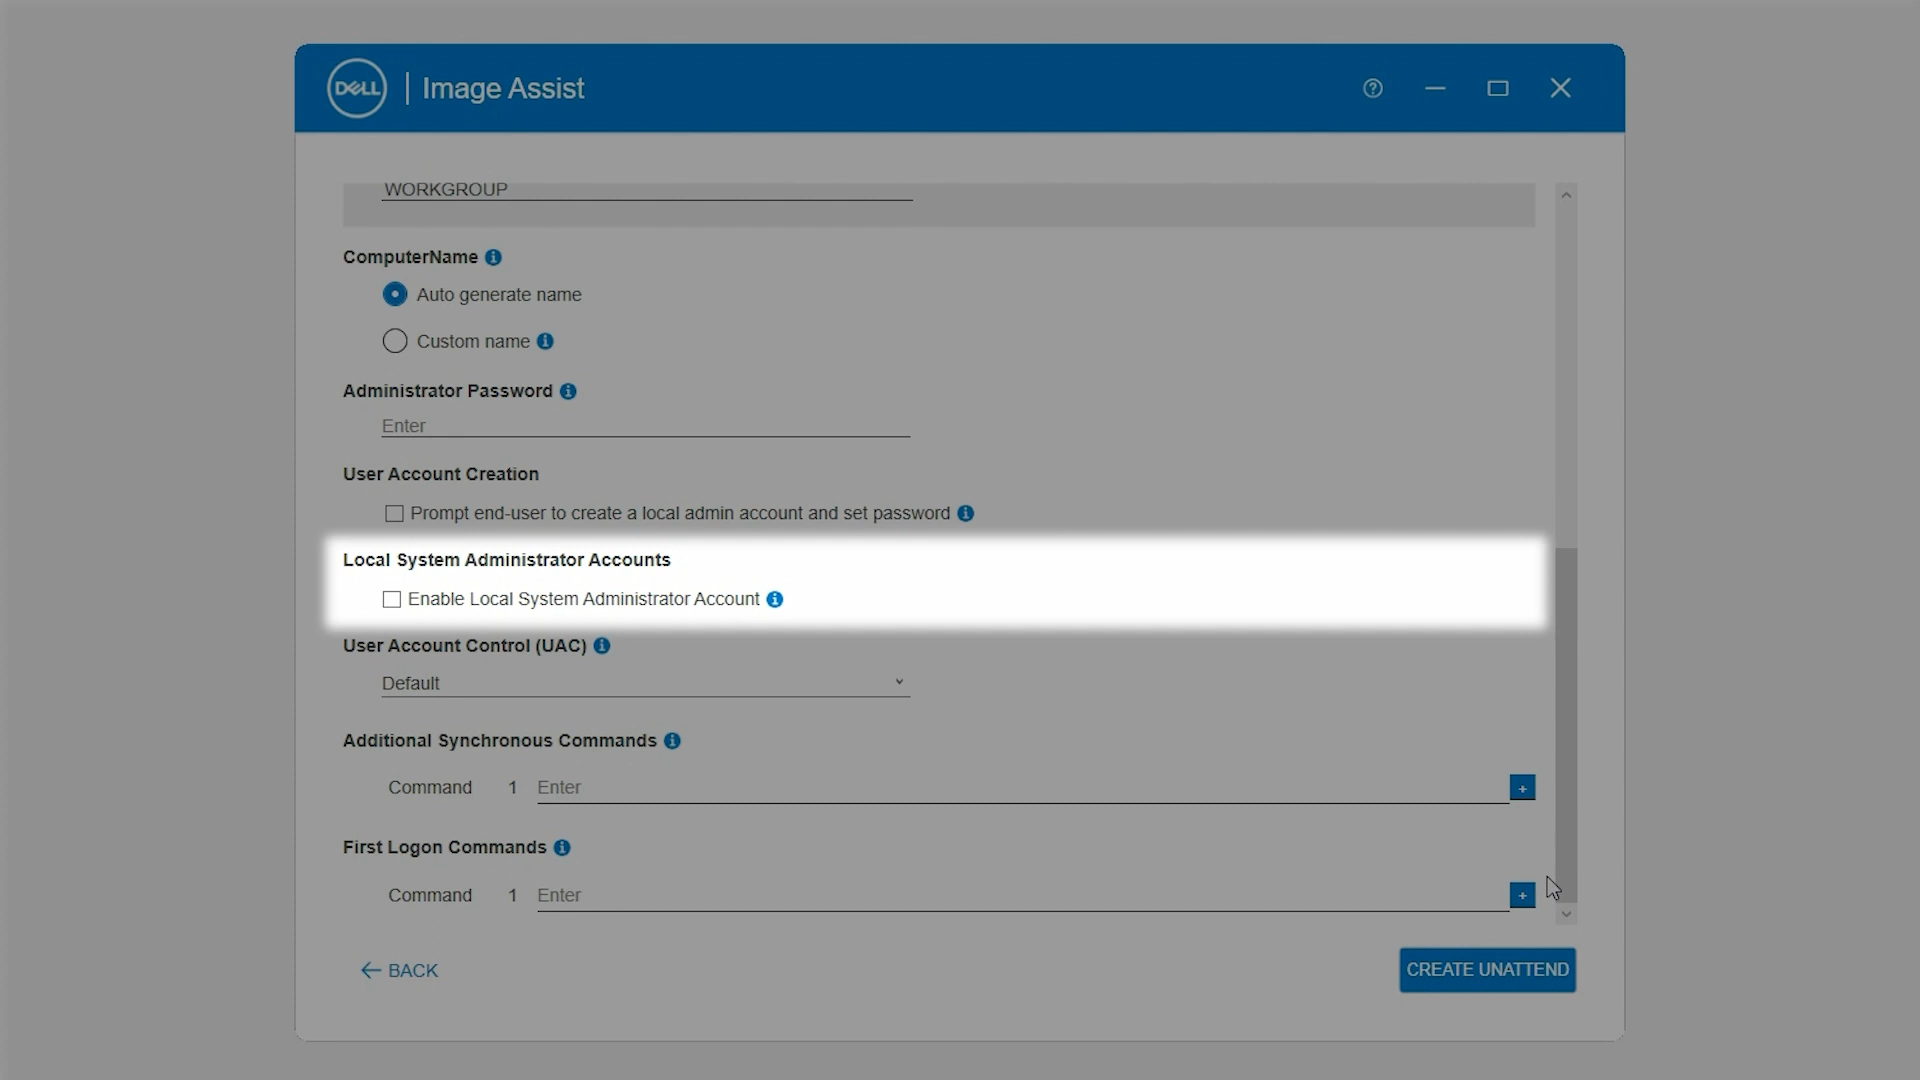 DELL | Image Assist
WORKGROUP
ComputerName
Auto generate name
Custom name
Administrator Password
Enter
User Account Creation
Prompt end-user to create a local admin account and set password
Local System Administrator Accounts
Enable Local System Administrator Account
User Account Control (UAC)
Default
Additional Synchronous Commands
Command 1 Enter +
First Logon Commands
Command 1 Enter +
BACK
CREATE UNATTEND